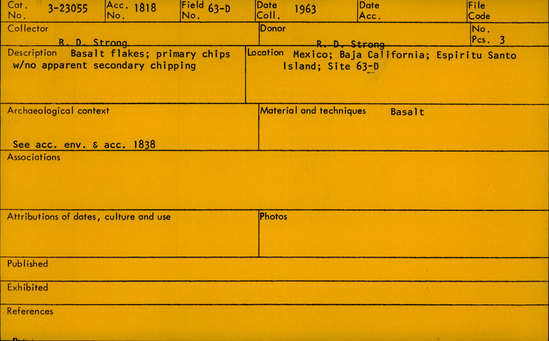 Cat. No. 3-23055 Acc. No. 1818 Field No. 63-D Date Coll. 1963 Date Acc. File Code
Collector R. D. Strong Donor R. D. Strong No. Pcs. 3
Description Basalt flakes; primary chips
w/no apparent secondary chipping
Location Mexico; Baja California; Espiritu Santo
Island; Site 63-D
Archaeological context
See acc. env. & acc. 1838
Material and techniques Basalt
Associations
Attributions of dates, culture and use
Photos
Published
Exhibited
References